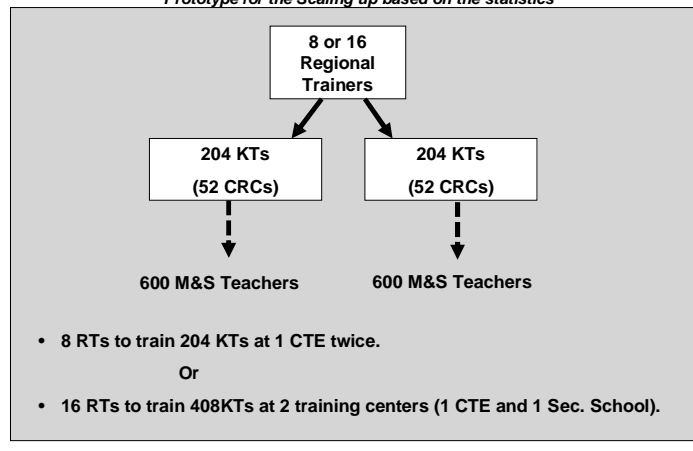 Prototype for the Scaling up based on the statistics
8 or 16
Regional
Trainers
204 KTs
(52 CRCs)
204 KTs
(52 CRCs)
600 M&S Teachers
600 M&S Teachers
• 8 RTs to train 204 KTs at 1 CTE twice.
Or
• 16 RTs to train 408KTs at 2 training centers (1 CTE and 1 Sec. School).